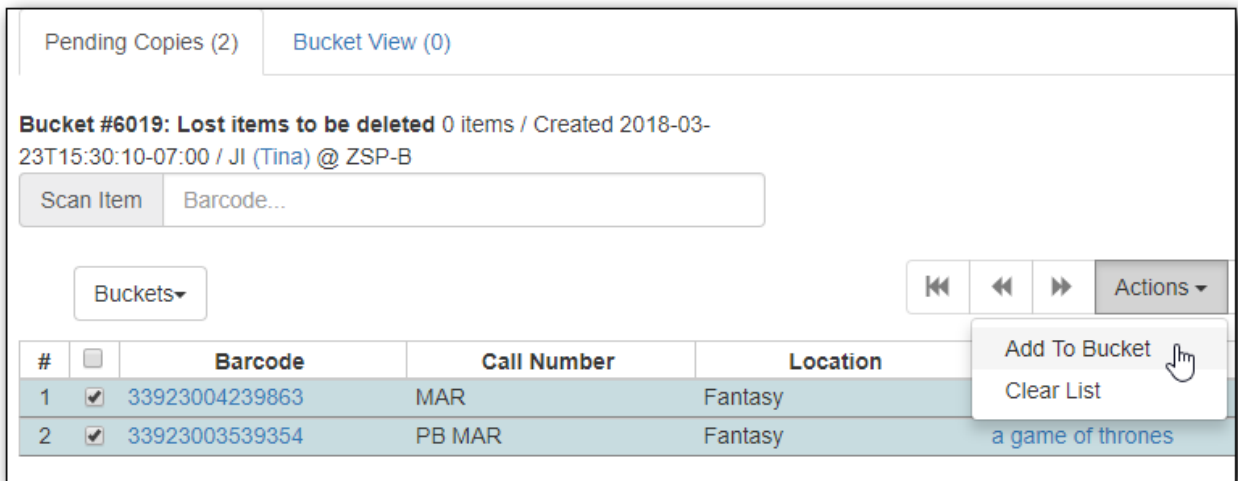 Pending Copies (2) Bucket View (0)
Bucket #6019: Lost items to be deleted 0 items / Created 2018-03-
23T15:30:10-07:00 / JI (Tina) @ ZSP-B
Scan Item Barcode...
Buckets Actions
Add To Bucket
Clear List
# Barcode Call Number Location
1 33923004239863 MAR Fantasy
2 33923003539354 PB MAR Fantasy a game of thrones